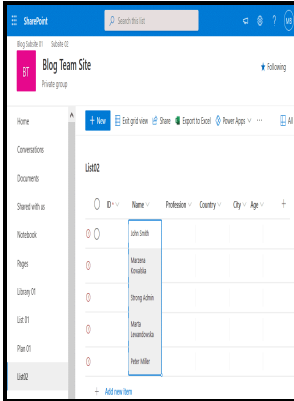 SharePoint
Search this list
? MB
Blog Subsite 01 Subsite 02
BT
Blog Team Site
Private group
Following
Home
Conversations
Documents
Shared with us
Notebook
Pages
Library 01
List 01
Plan 01
List02
+ New Exit grid view Share Export to Excel Power Apps ... All
List02
ID Name Profession Country City Age +
John Smith
Marzena
Kowalska
Strong Admin
Marta
Lewandowska
Peter Miller
+ Add new item